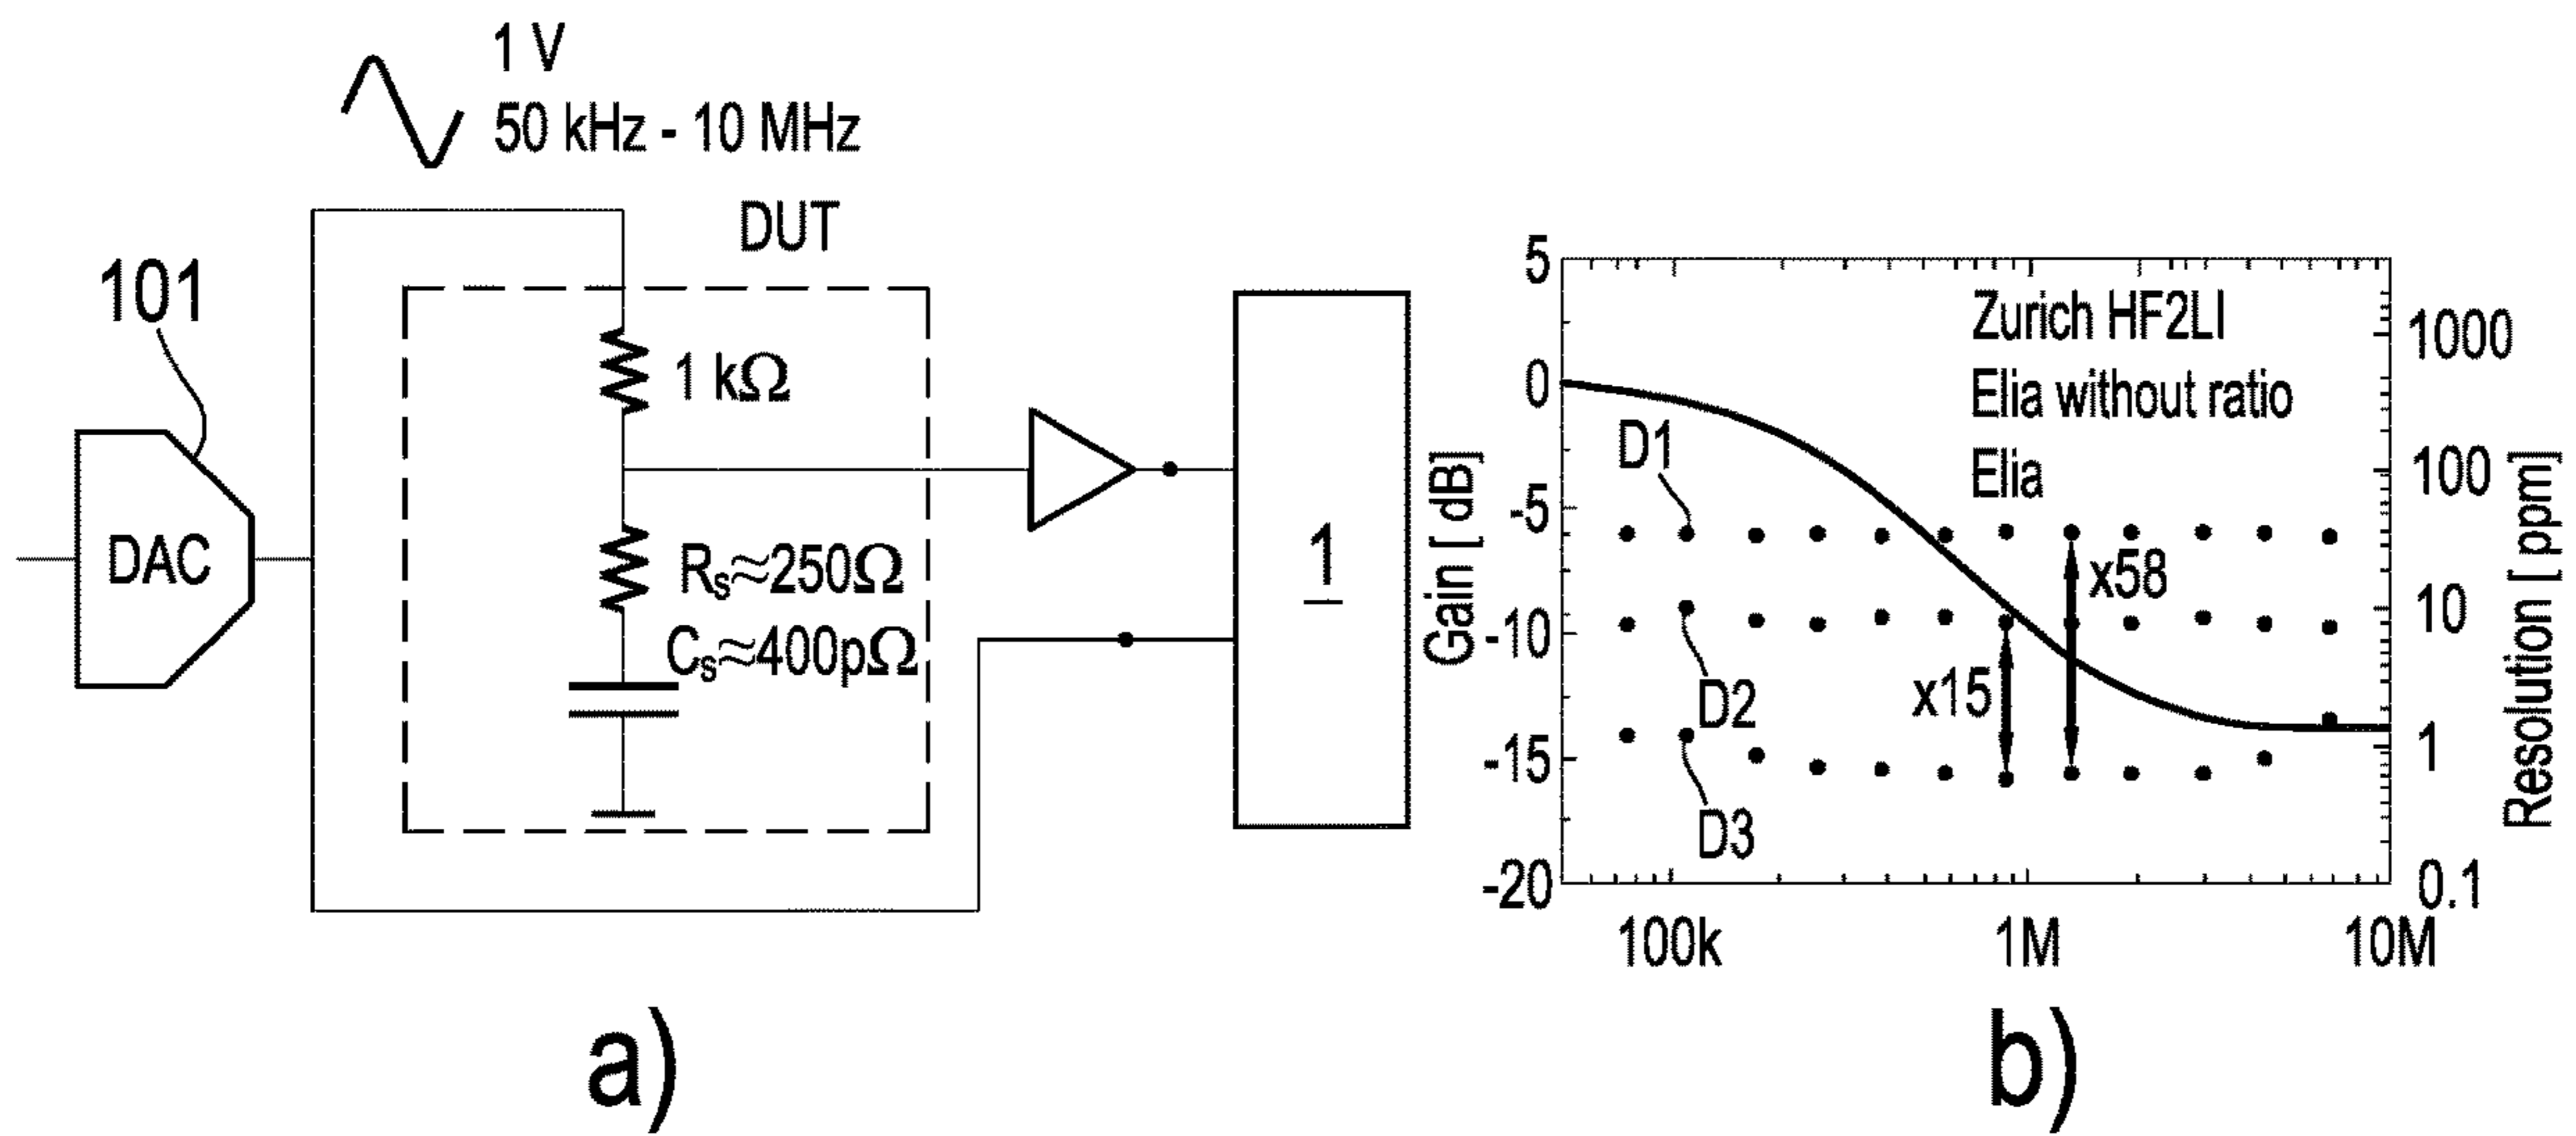 1 V
50 kHz - 10 MHz
DUT
101
DAC
1 kΩ
Rs≈250Ω
Cs≈400pΩ
1
a)
Gain [ dB]
5
0
-5
-10
-15
-20
Zurich HF2LI
Elia without ratio
Elia
D1
D2
D3
x15
x58
1000
100
10
1
0.1
Resolution [ ppm]
100k
1M
10M
b)